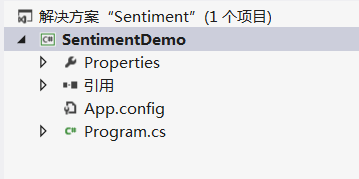 解决方案“Sentiment”(1 个项目)
SentimentDemo
Properties
引用
App.config
Program.cs